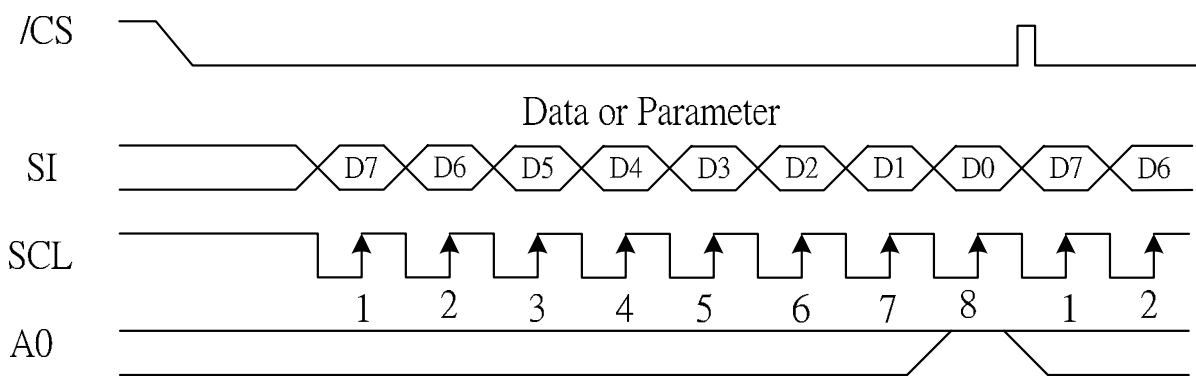 /CS
Data or Parameter
SI D7 D6 D5 D4 D3 D2 D1 D0 D7 D6
SCL
1 2 3 4 5 6 7 8 1 2
A0